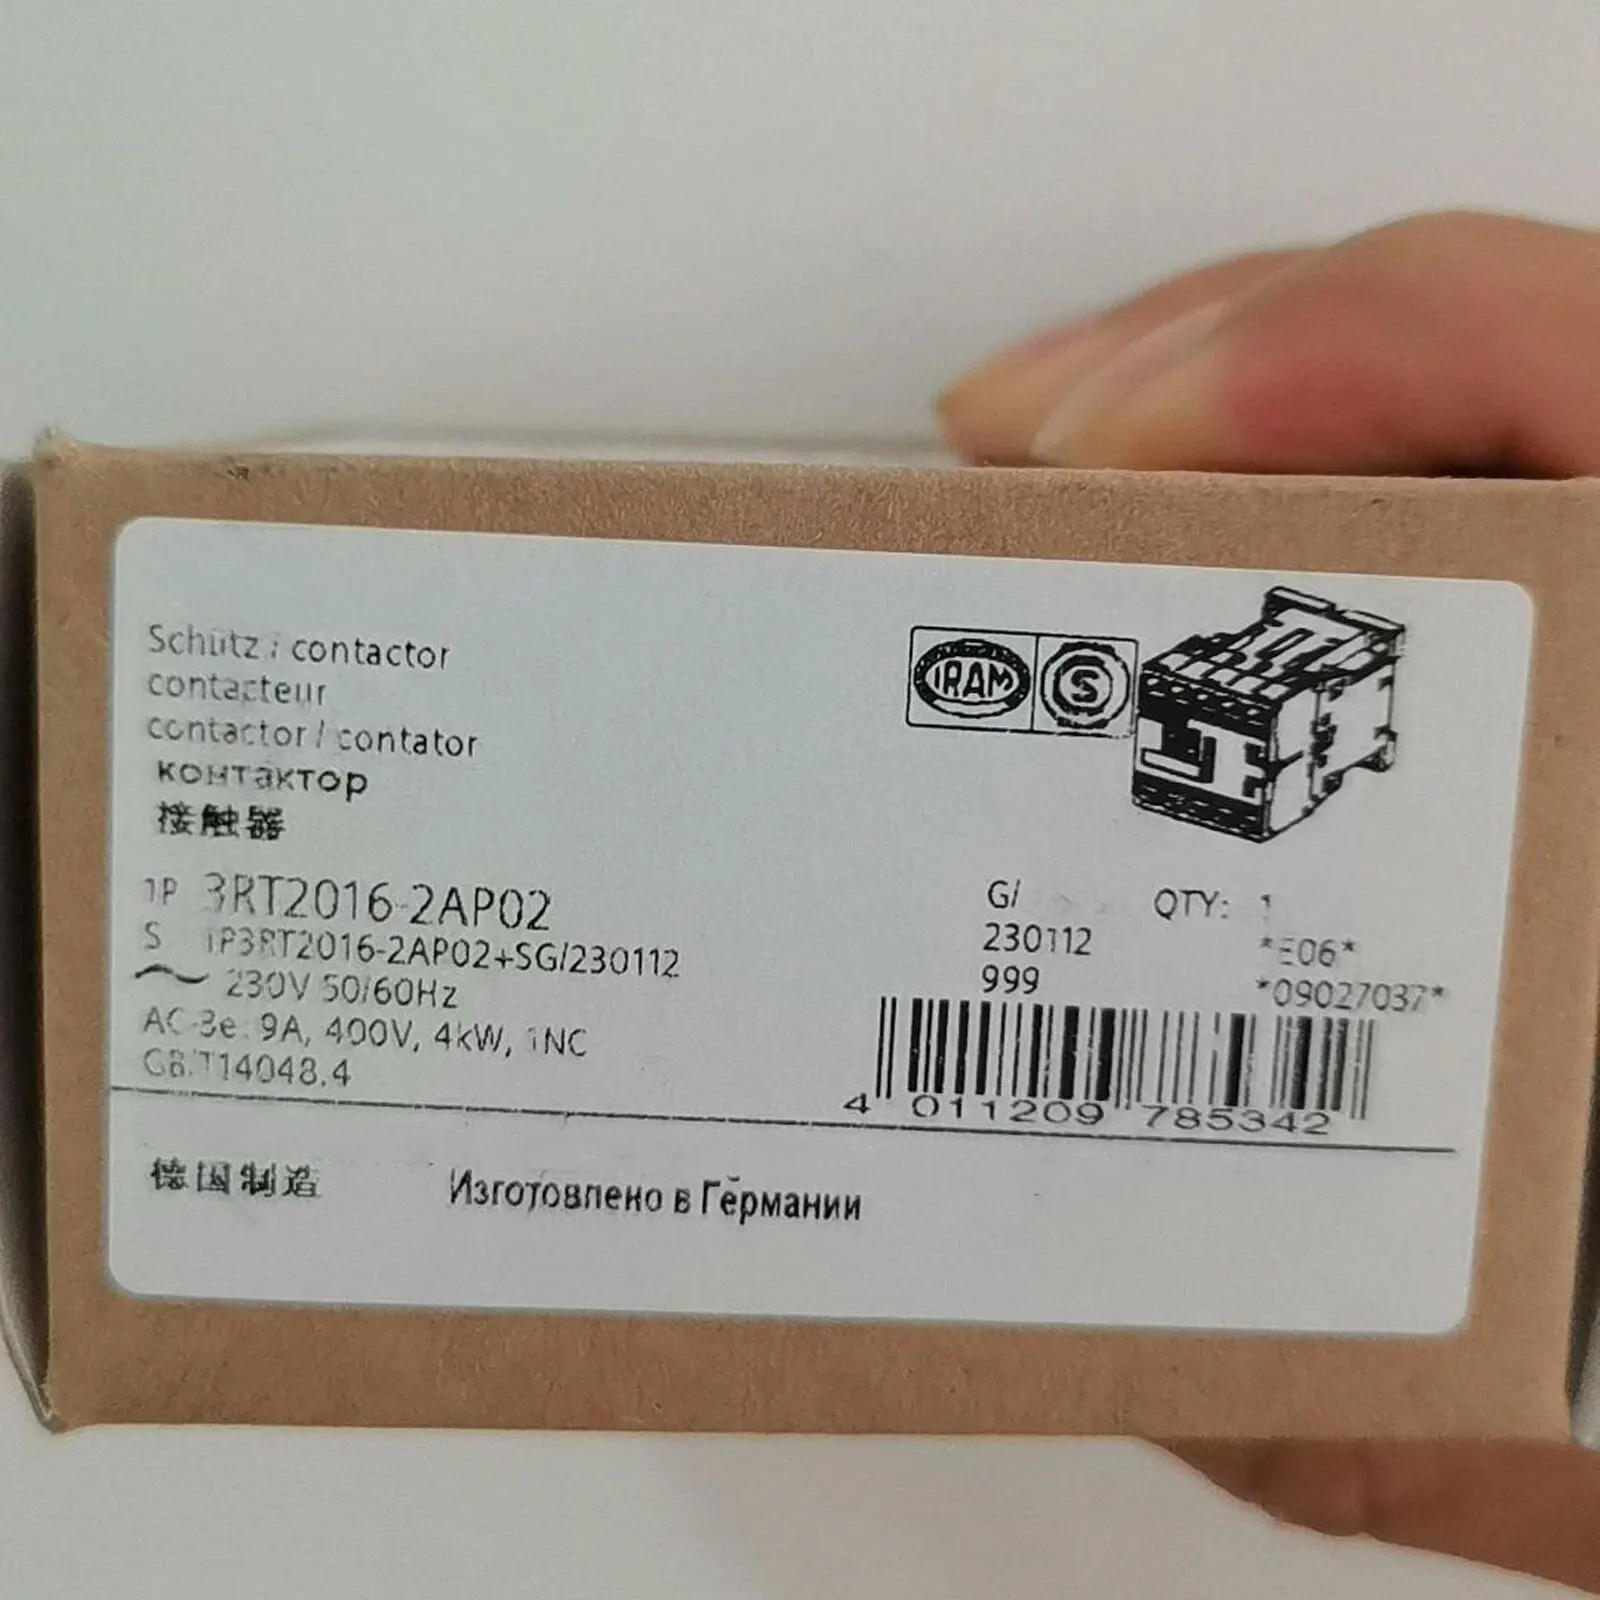 Schütz / contactor
contacteur
contactor / contator
контактор
接触器
IRAM S
1P 3RT2016-2AP02
S 1P3RT2016-2AP02+SG/230112
~ 230V 50/60Hz
AC-3e: 9A, 400V, 4kW, 1NC
GB/T14048.4
G/ QTY: 1
230112 *E06*
999 *09027037*
4 011209 785342
德国制造 Изготовлено в Германии